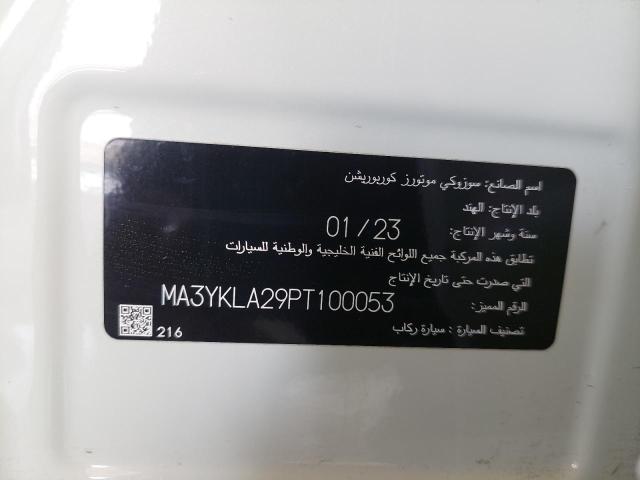 اسم الصانع: سوزوكي موتورز كوربوريشن
بلد الإنتاج: الهند
سنة وشهر الإنتاج: 01/23
تطابق هذه المركبة جميع اللوائح الفنية الخليجية والوطنية للسيارات
التي صدرت حتى تاريخ الإنتاج
الرقم المميز: MA3YKLA29PT100053
تصنيف السيارة : سيارة ركاب
216